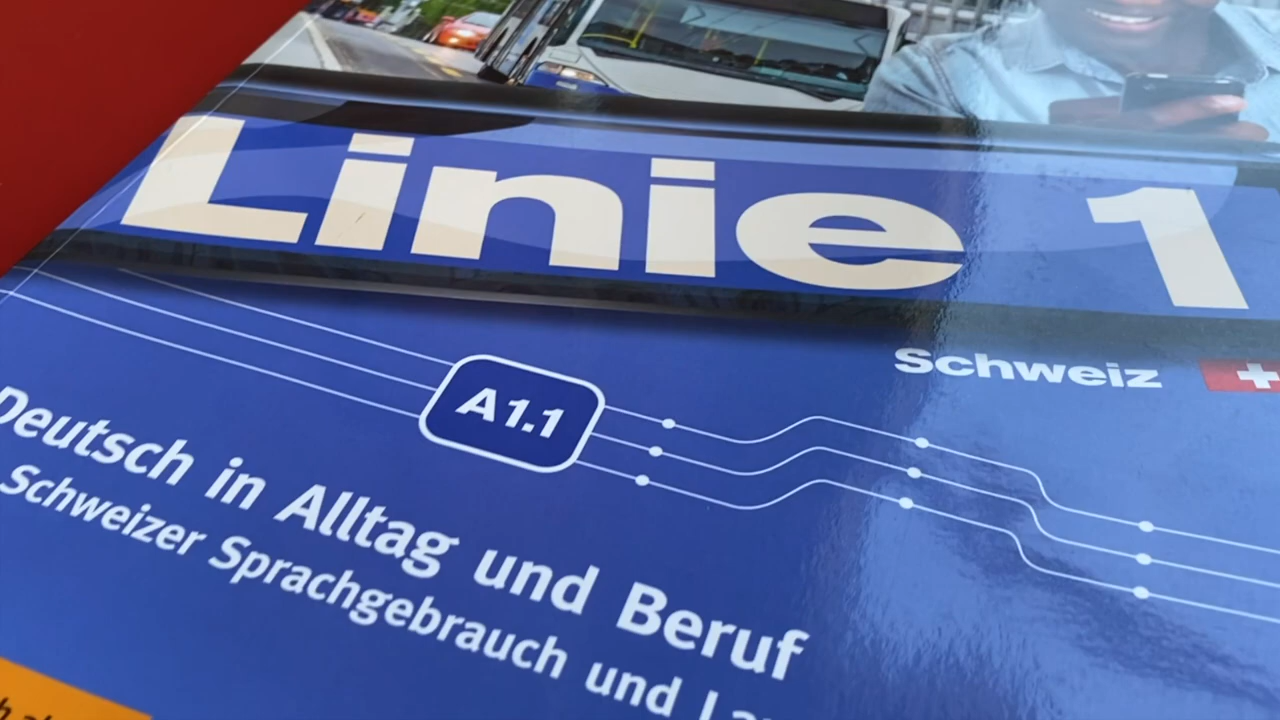 Linie 1
Schweiz
A1.1
Deutsch in Alltag und Beruf
Schweizer Sprachgebrauch und